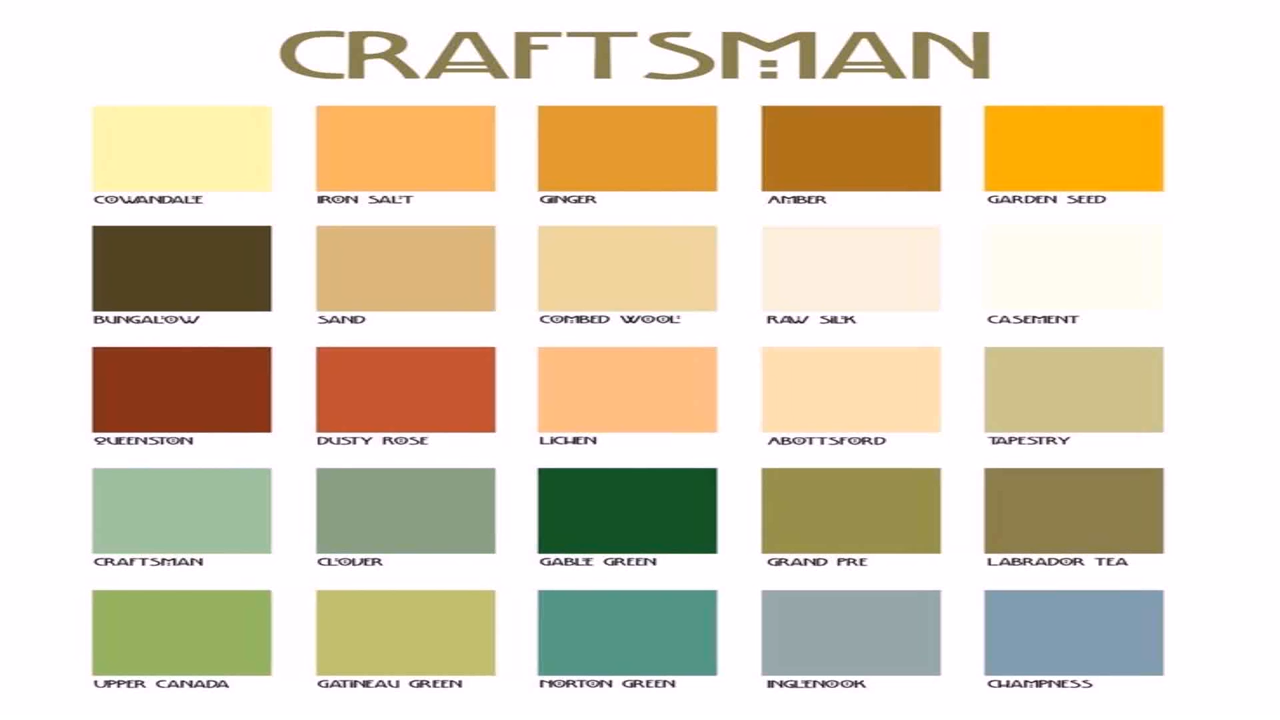 CRAFTSMAN
COWANDALE IRON SALT GINGER AMBER GARDEN SEED
BUNGALOW SAND COMBED WOOL RAW SILK CASEMENT
QUEENSTON DUSTY ROSE LICHEN ABOTTSFORD TAPESTRY
CRAFTSMAN CLOVER GABLE GREEN GRAND PRE LABRADOR TEA
UPPER CANADA GATINEAU GREEN HORTON GREEN INGLENOOK CHAMPNESS